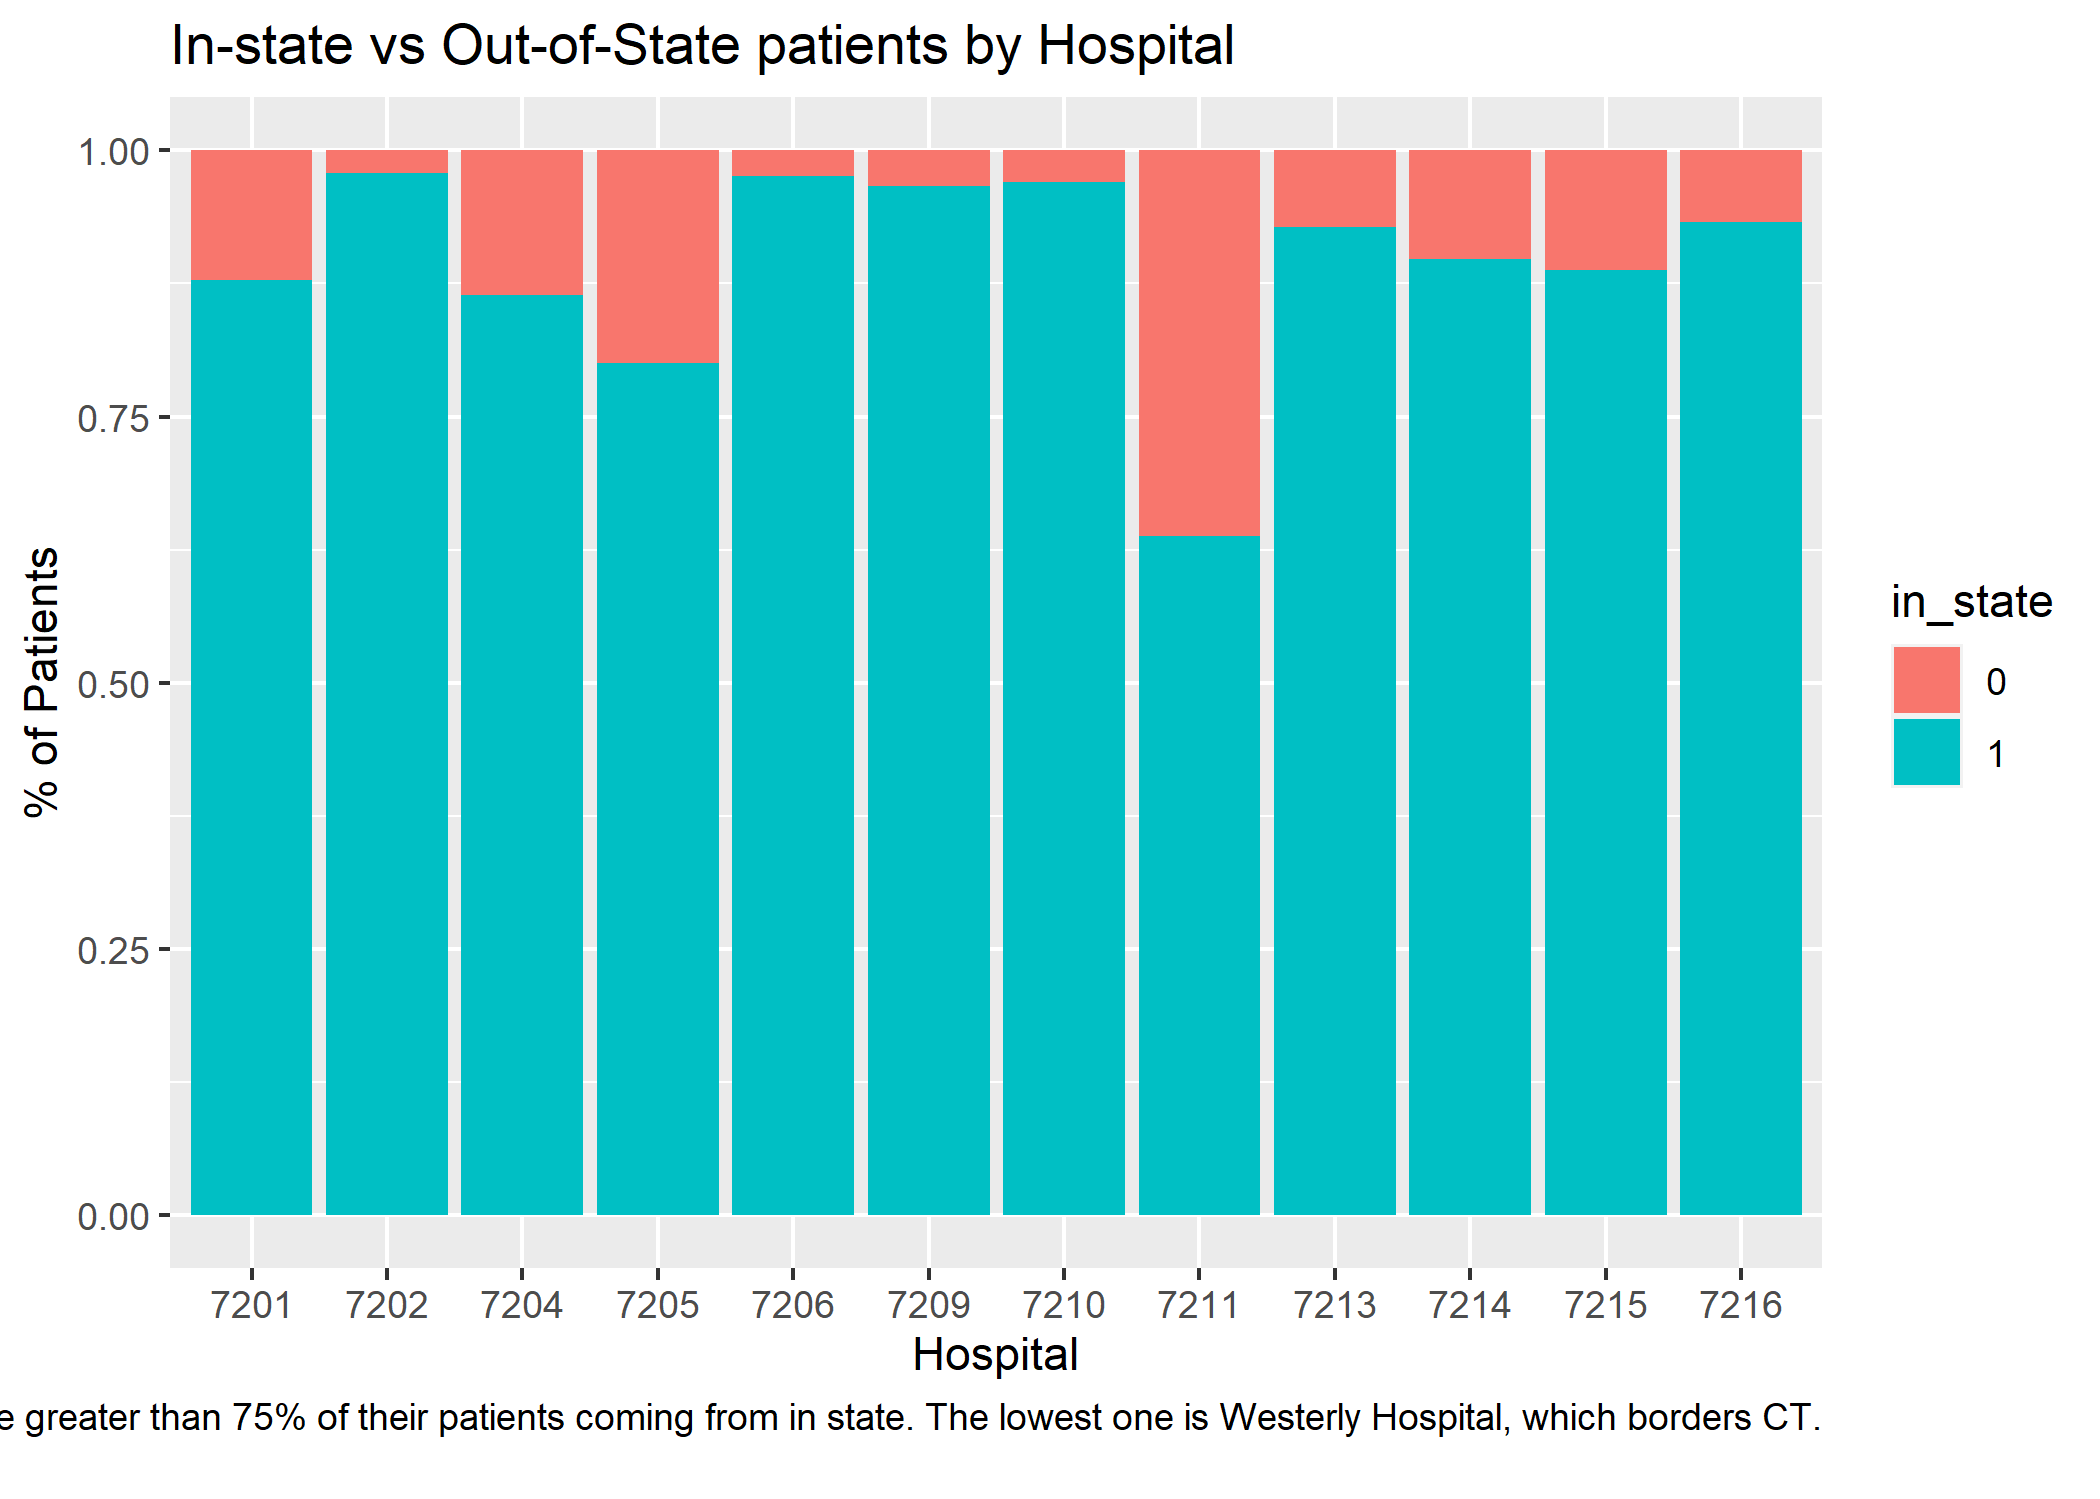 In-state vs Out-of-State patients by Hospital
% of Patients
1.00
0.75
0.50
0.25
0.00
7201 7202 7204 7205 7206 7209 7210 7211 7213 7214 7215 7216
Hospital
in_state
0
1
greater than 75% of their patients coming from in state. The lowest one is Westerly Hospital, which borders CT.